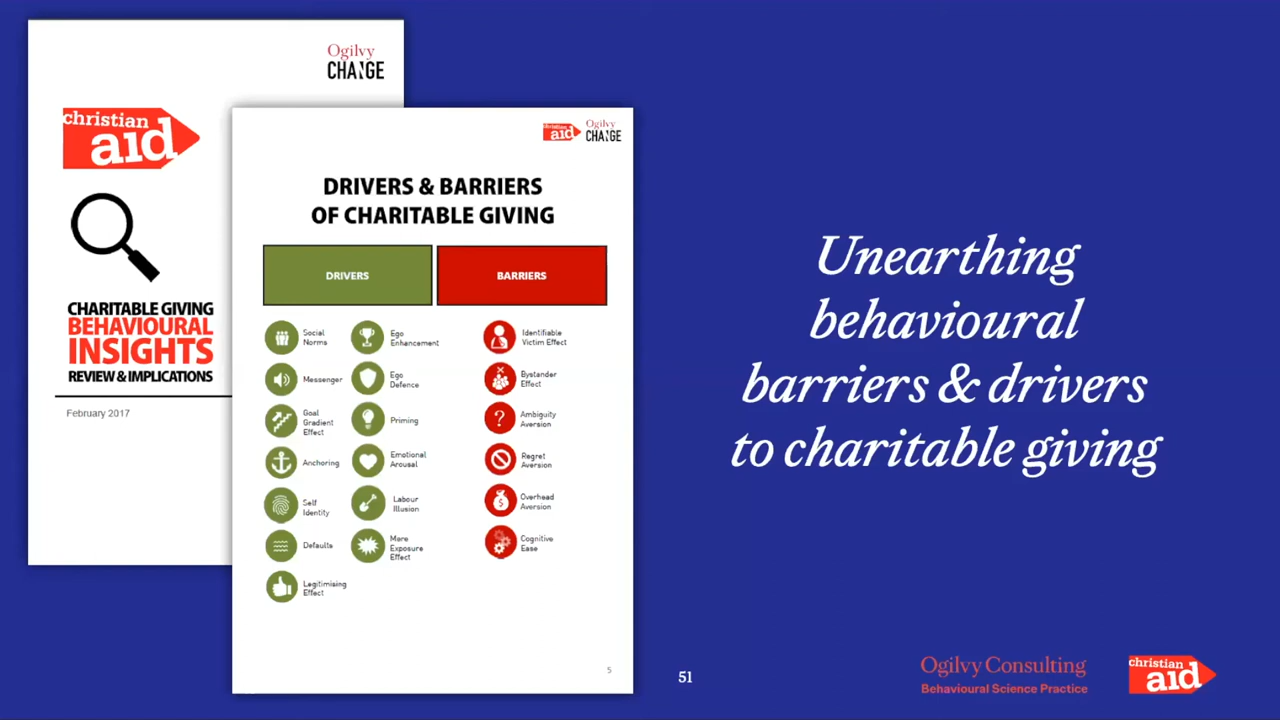 Ogilvy
CHANGE
christian
aid
CHARITABLE GIVING
BEHAVIOURAL
INSIGHTS
REVIEW & IMPLICATIONS
February 2017
christian
aid
Ogilvy
CHANGE
DRIVERS & BARRIERS
OF CHARITABLE GIVING
DRIVERS
BARRIERS
Social
Norms
Messenger
Goal
Gradient
Effect
Anchoring
Self
Identity
Defaults
Legitimising
Effect
Ego
Enhancement
Ego
Defence
Priming
Emotional
Arousal
Labour
Illusion
Mere
Exposure
Effect
Identifiable
Victim Effect
Bystander
Effect
Ambiguity
Aversion
Regret
Aversion
Overhead
Aversion
Cognitive
Ease
5
Unearthing
behavioural
barriers & drivers
to charitable giving
51
Ogilvy Consulting
Behavioural Science Practice
christian
aid